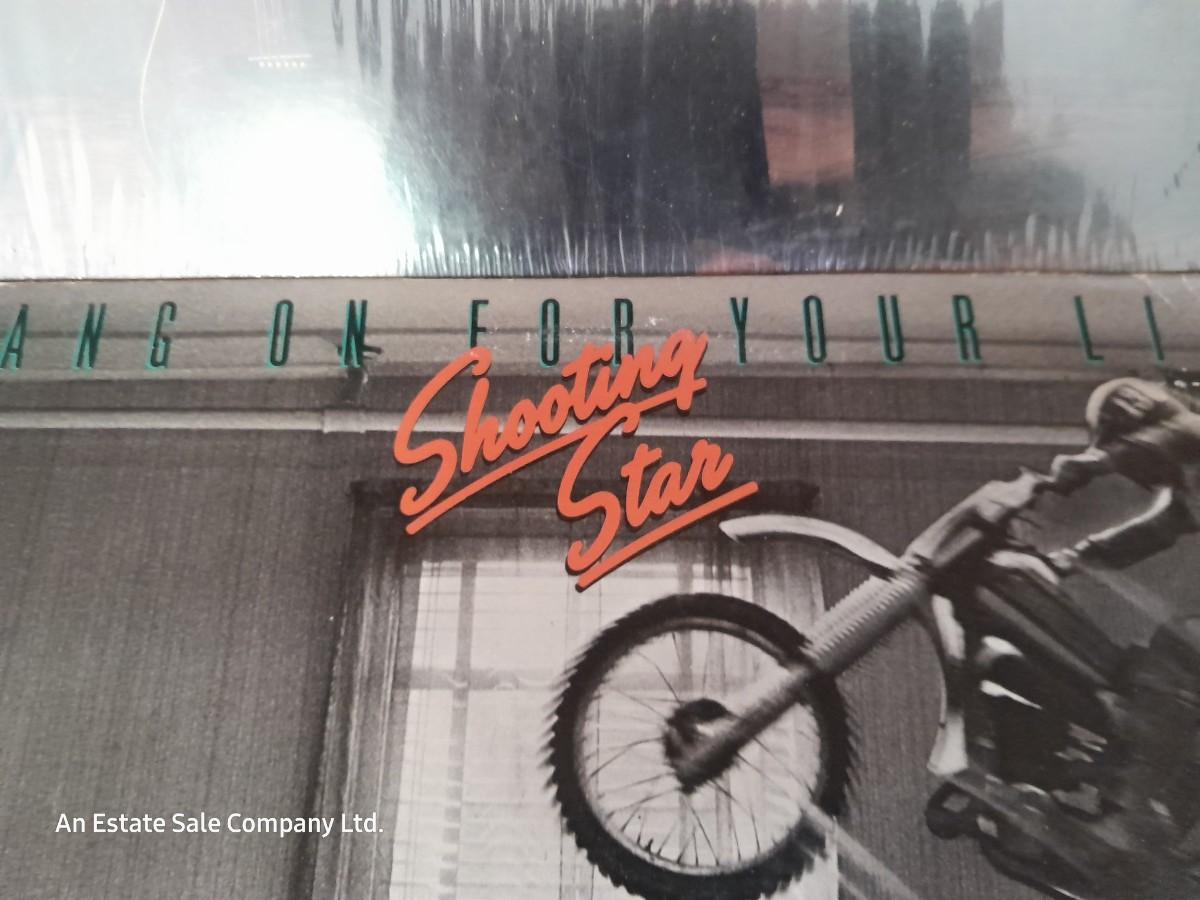 ANG ON FOR YOUR LI
Shooting
Star
An Estate Sale Company Ltd.